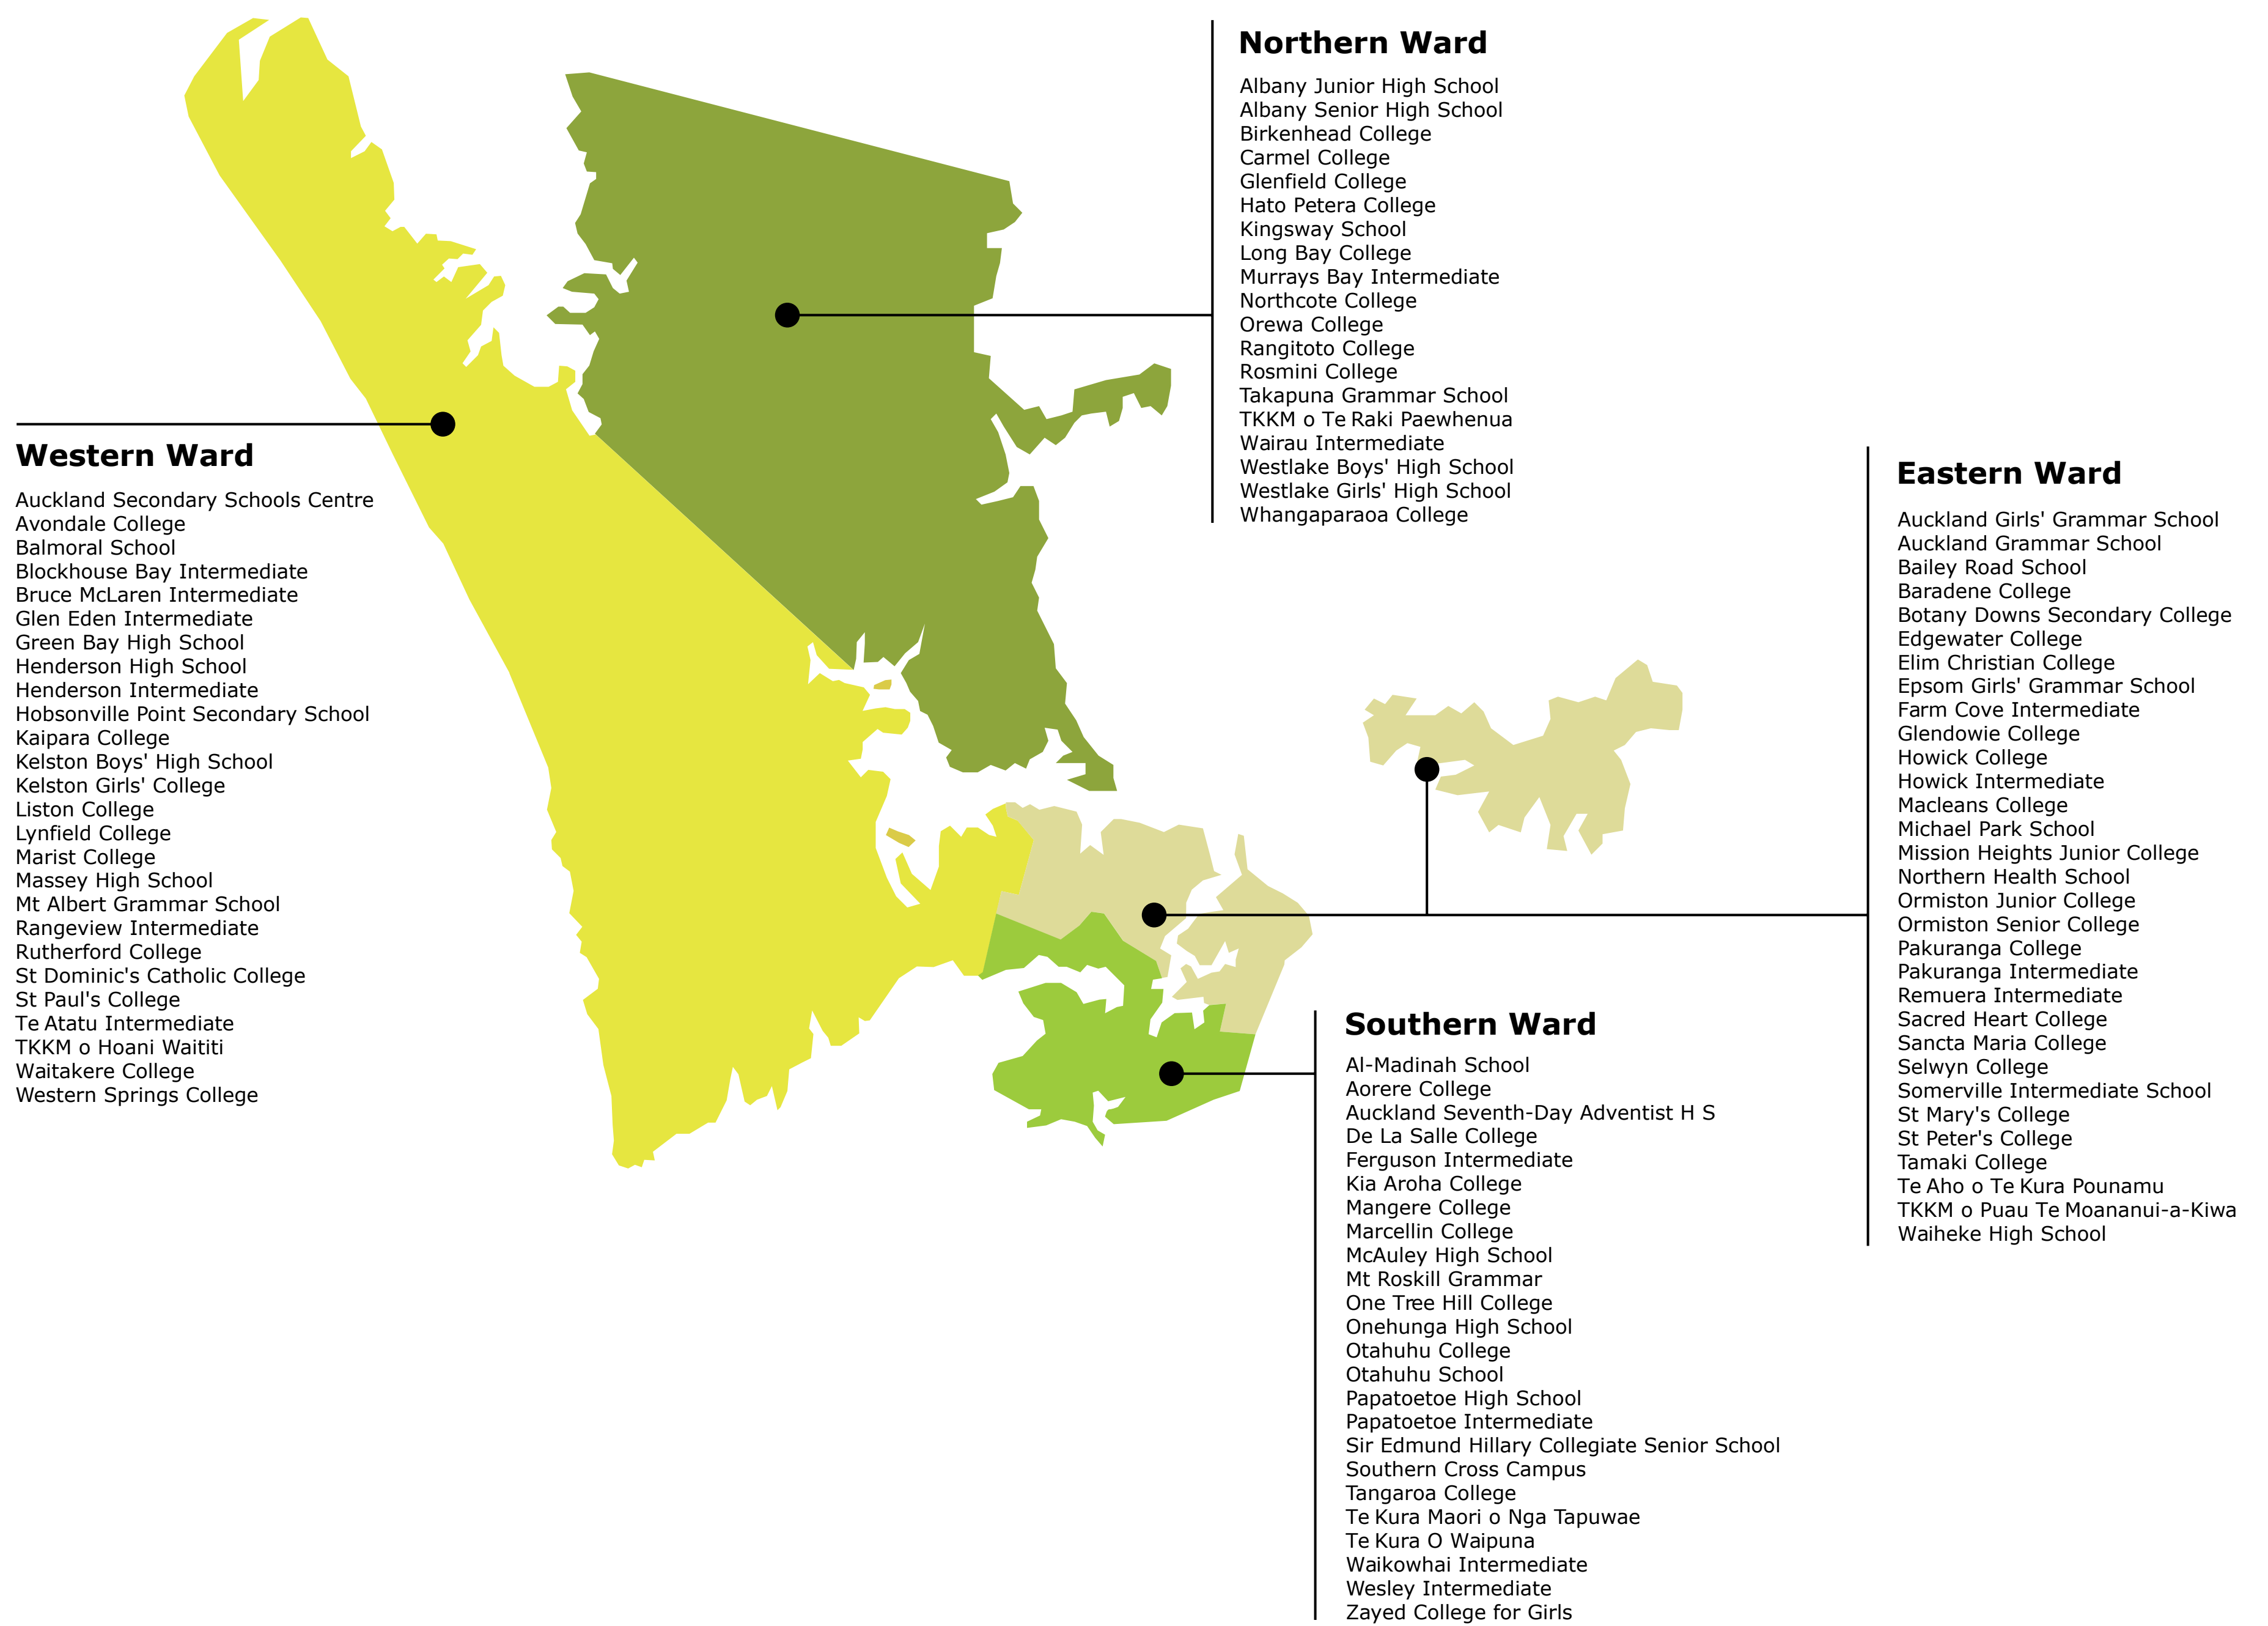 Northern Ward
Albany Junior High School
Albany Senior High School
Birkenhead College
Carmel College
Glenfield College
Hato Petera College
Kingsway School
Long Bay College
Murrays Bay Intermediate
Northcote College
Orewa College
Rangitoto College
Rosmini College
Takapuna Grammar School
TKKM o Te Raki Paewhenua
Wairau Intermediate
Westlake Boys' High School
Westlake Girls' High School
Whangaparaoa College
Western Ward
Auckland Secondary Schools Centre
Avondale College
Balmoral School
Blockhouse Bay Intermediate
Bruce McLaren Intermediate
Glen Eden Intermediate
Green Bay High School
Henderson High School
Henderson Intermediate
Hobsonville Point Secondary School
Kaipara College
Kelston Boys' High School
Kelston Girls' College
Liston College
Lynfield College
Marist College
Massey High School
Mt Albert Grammar School
Rangeview Intermediate
Rutherford College
St Dominic's Catholic College
St Paul's College
Te Atatu Intermediate
TKKM o Hoani Waititi
Waitakere College
Western Springs College
Eastern Ward
Auckland Girls' Grammar School
Auckland Grammar School
Bailey Road School
Baradene College
Botany Downs Secondary College
Edgewater College
Elim Christian College
Epsom Girls' Grammar School
Farm Cove Intermediate
Glendowie College
Howick College
Howick Intermediate
Macleans College
Michael Park School
Mission Heights Junior College
Northern Health School
Ormiston Junior College
Ormiston Senior College
Pakuranga College
Pakuranga Intermediate
Remuera Intermediate
Sacred Heart College
Sancta Maria College
Selwyn College
Somerville Intermediate School
St Mary's College
St Peter's College
Tamaki College
Te Aho o Te Kura Pounamu
TKKM o Puau Te Moananui-a-Kiwa
Waiheke High School
Southern Ward
Al-Madinah School
Aorere College
Auckland Seventh-Day Adventist H S
De La Salle College
Ferguson Intermediate
Kia Aroha College
Mangere College
Marcellin College
McAuley High School
Mt Roskill Grammar
One Tree Hill College
Onehunga High School
Otahuhu College
Otahuhu School
Papatoetoe High School
Papatoetoe Intermediate
Sir Edmund Hillary Collegiate Senior School
Southern Cross Campus
Tangaroa College
Te Kura Maori o Nga Tapuwae
Te Kura O Waipuna
Waikowhai Intermediate
Wesley Intermediate
Zayed College for Girls